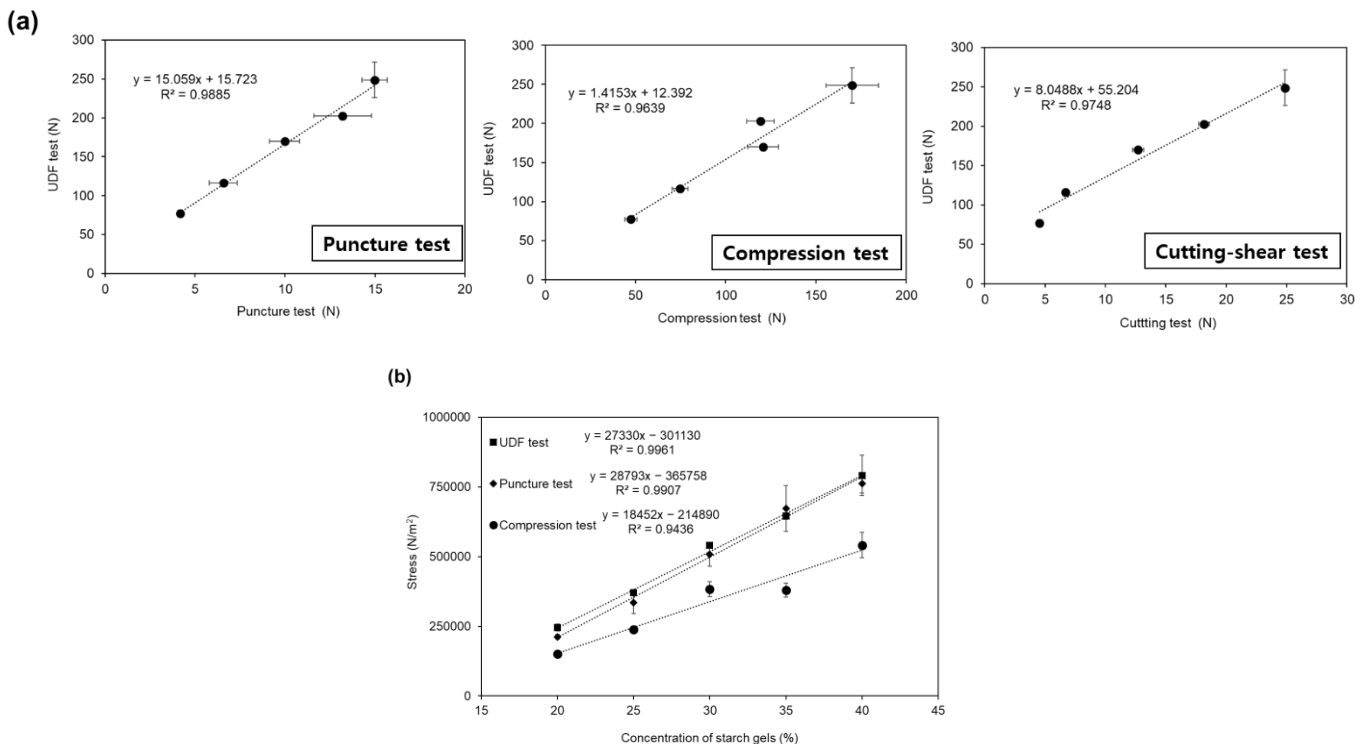 (a)
300
250
200
150
100
50
0
0 5 10 15 20
UDF test (N)
Puncture test (N)
y = 15.059x + 15.723
R² = 0.9885
Puncture test
300
250
200
150
100
50
0
0 50 100 150 200
UDF test (N)
Compression test (N)
y = 1.4153x + 12.392
R² = 0.9639
Compression test
300
250
200
150
100
50
0
0 5 10 15 20 25 30
UDF test (N)
Cuttting test (N)
y = 8.0488x + 55.204
R² = 0.9748
Cutting-shear test
(b)
1000000
750000
500000
250000
0
15 20 25 30 35 40 45
Stress (N/m²)
Concentration of starch gels (%)
UDF test
y = 27330x − 301130
R² = 0.9961
Puncture test
y = 28793x − 365758
R² = 0.9907
Compression test
y = 18452x − 214890
R² = 0.9436